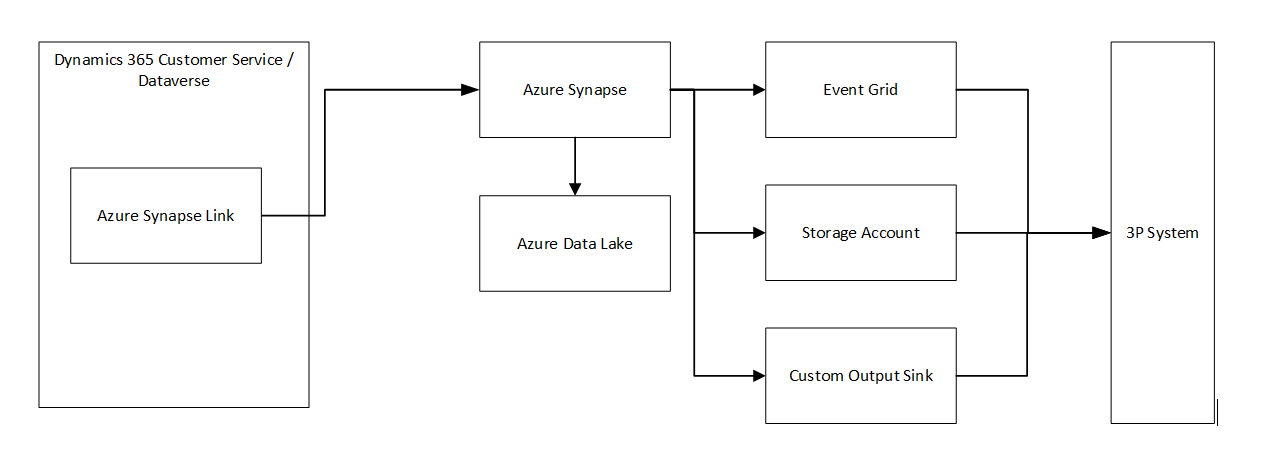 Dynamics 365 Customer Service /
Dataverse
Azure Synapse Link
Azure Synapse
Azure Data Lake
Event Grid
Storage Account
Custom Output Sink
3P System